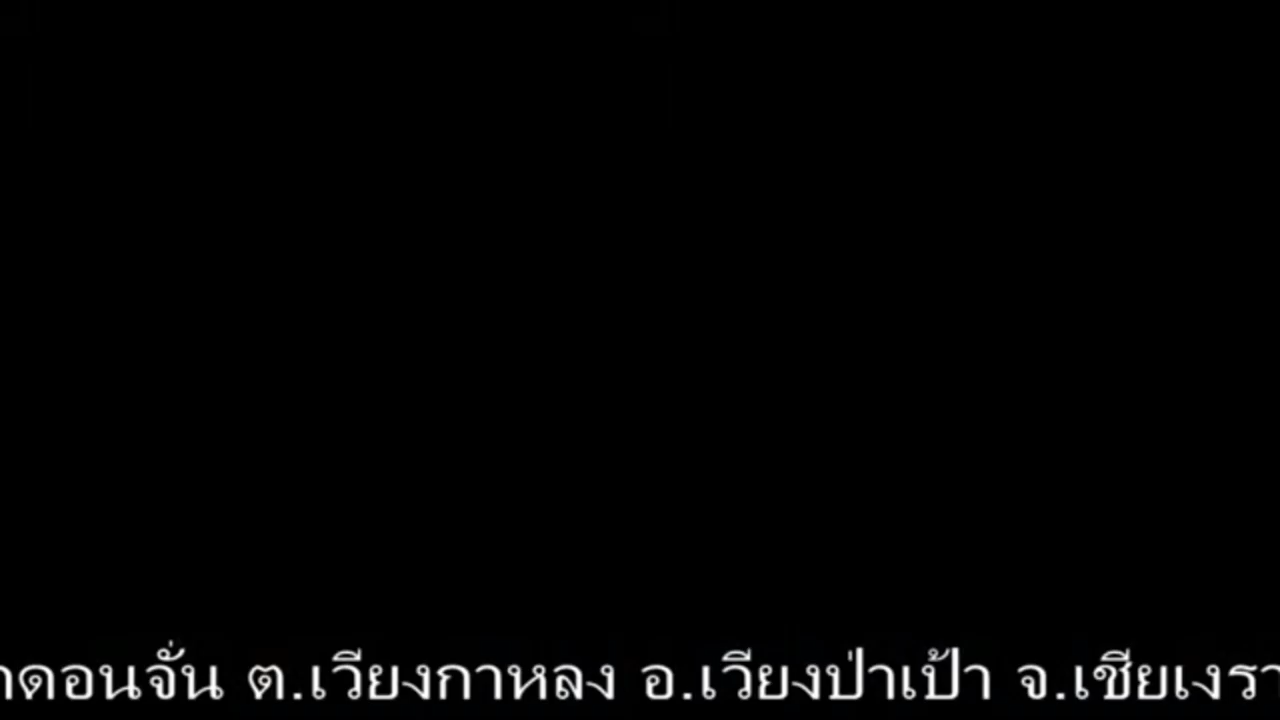 ดอนจั่น ต.เวียงกาหลง อ.เวียงป่าเป้า จ.เชียเงรา